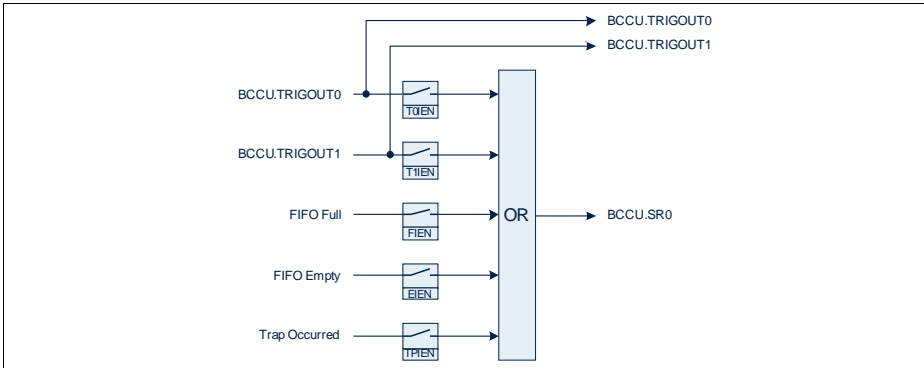 BCCU.TRIGOUT0
BCCU.TRIGOUT1
BCCU.TRIGOUT0
T0IEN
BCCU.TRIGOUT1
T1IEN
FIFO Full
FIEN
OR
BCCU.SR0
FIFO Empty
EIEN
Trap Occurred
TPIEN